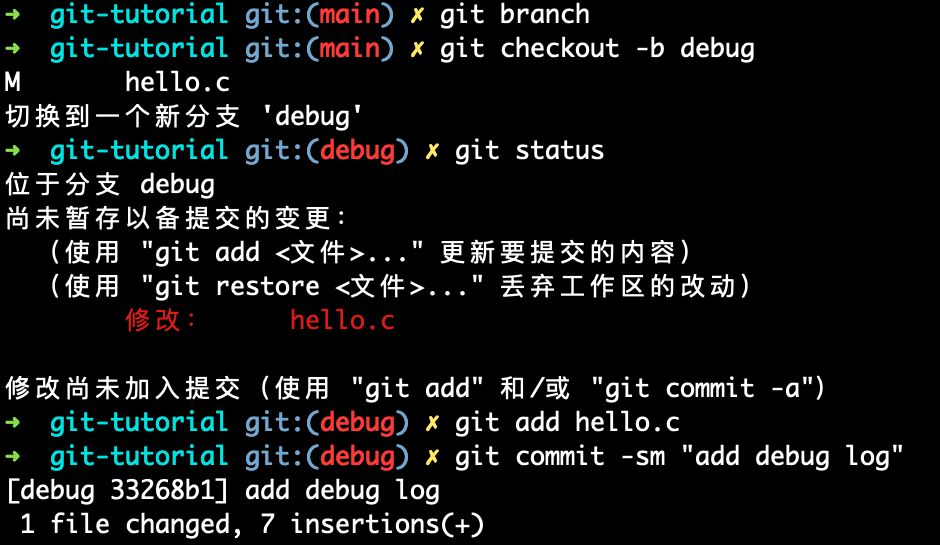 ➜  git-tutorial git:(main) ✗ git branch
➜  git-tutorial git:(main) ✗ git checkout -b debug
M       hello.c
切换到一个新分支 'debug'
➜  git-tutorial git:(debug) ✗ git status
位于分支 debug
尚未暂存以备提交的变更：
  （使用 "git add <文件>..." 更新要提交的内容）
  （使用 "git restore <文件>..." 丢弃工作区的改动）
        修改：     hello.c

修改尚未加入提交（使用 "git add" 和/或 "git commit -a"）
➜  git-tutorial git:(debug) ✗ git add hello.c
➜  git-tutorial git:(debug) ✗ git commit -sm "add debug log"
[debug 33268b1] add debug log
 1 file changed, 7 insertions(+)